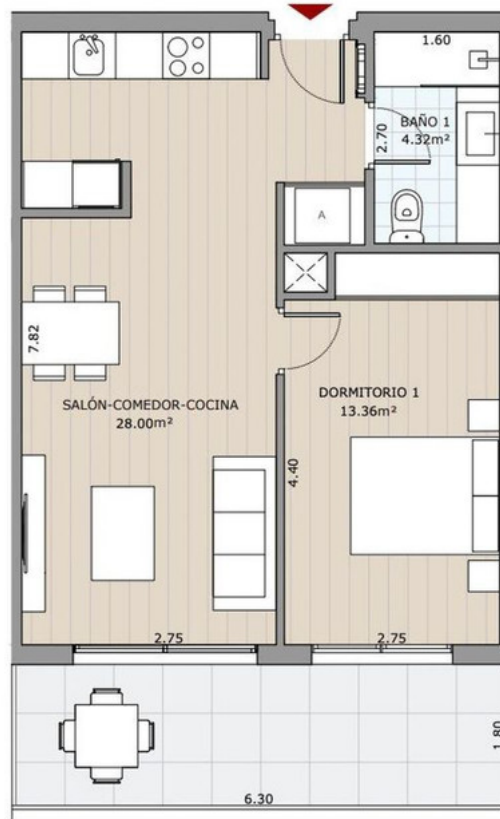 1.60
BAÑO 1
4.32m²
2.70
A
7.82
SALÓN-COMEDOR-COCINA
28.00m²
DORMITORIO 1
13.36m²
4.40
2.75
2.75
1.80
6.30